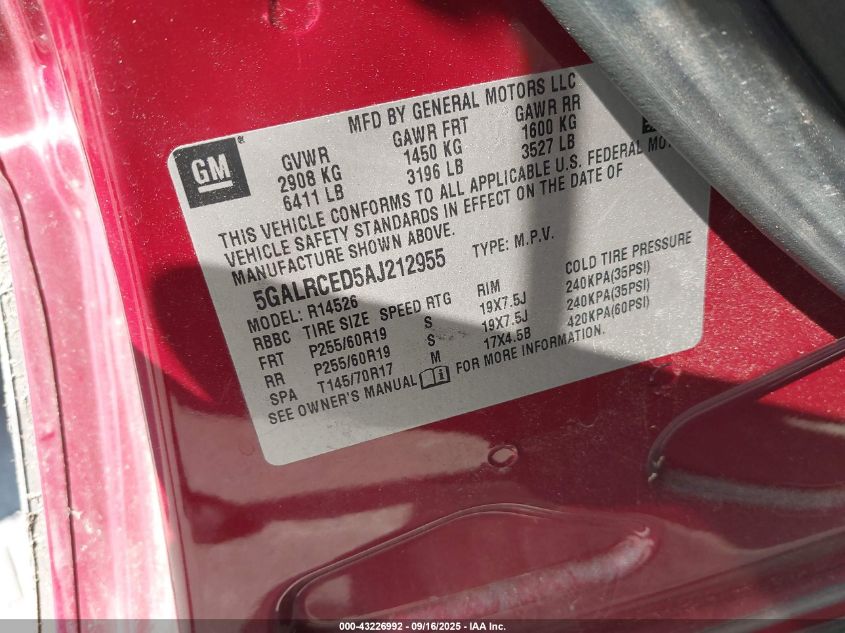 MFD BY GENERAL MOTORS LLC
GM
GVWR GAWR FRT GAWR RR
2908 KG 1450 KG 1600 KG
6411 LB 3196 LB 3527 LB
THIS VEHICLE CONFORMS TO ALL APPLICABLE U.S. FEDERAL
VEHICLE SAFETY STANDARDS IN EFFECT ON THE DATE OF
MANUFACTURE SHOWN ABOVE.
5GALRCED5AJ212955 TYPE: M.P.V.
MODEL: R14526
RBBC TIRE SIZE SPEED RTG RIM COLD TIRE PRESSURE
FRT P255/60R19 S 19X7.5J 240KPA(35PSI)
RR P255/60R19 S 19X7.5J 240KPA(35PSI)
SPA T145/70R17 M 17X4.5B 420KPA(60PSI)
SEE OWNER'S MANUAL FOR MORE INFORMATION.
000-43226992 - 09/16/2025 - IAA Inc.